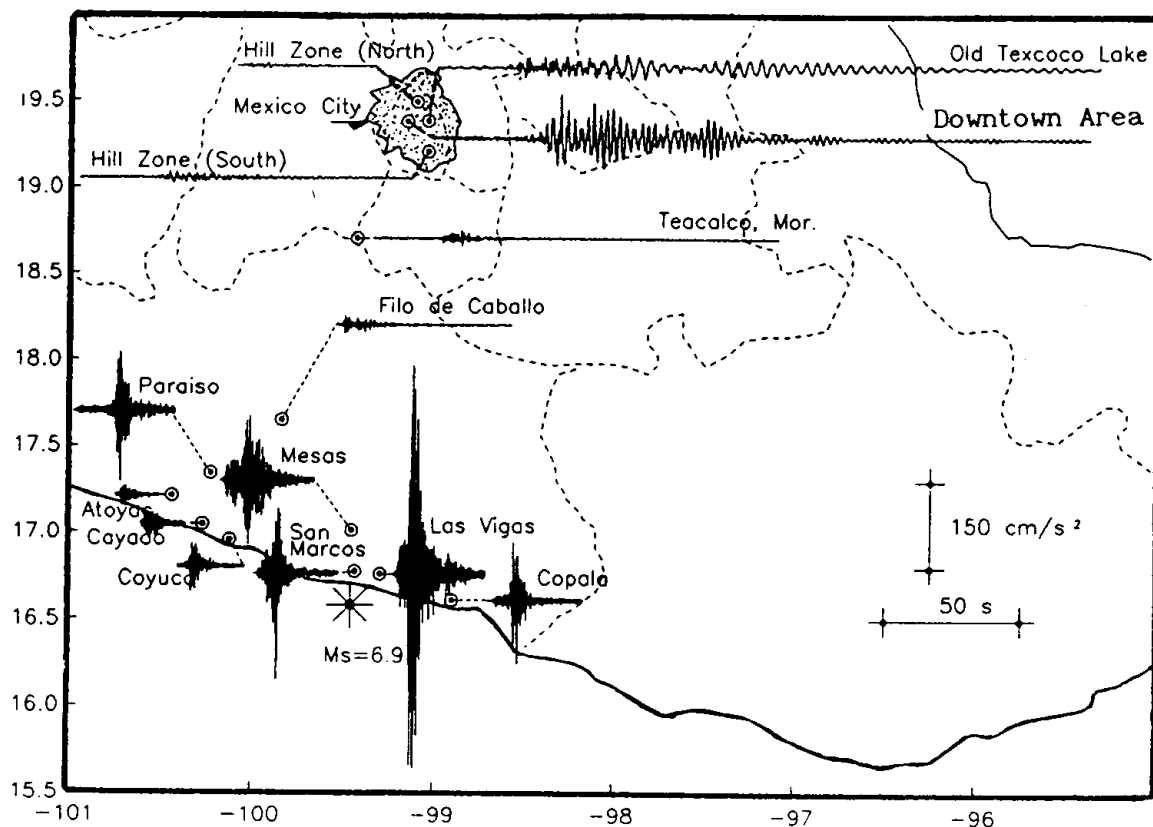 Hill Zone (North)
Old Texcoco Lake
19.5
Mexico City
Downtown Area
Hill Zone (South)
19.0
Teacalco, Mor.
18.5
Filo de Caballo
18.0
Paraiso
17.5
Mesas
Atoyac
17.0
Cayaco
San
Marcos
Las Vigas
150 cm/s²
Coyuca
Copala
16.5
50 s
Ms=6.9
16.0
15.5
-101
-100
-99
-98
-97
-96